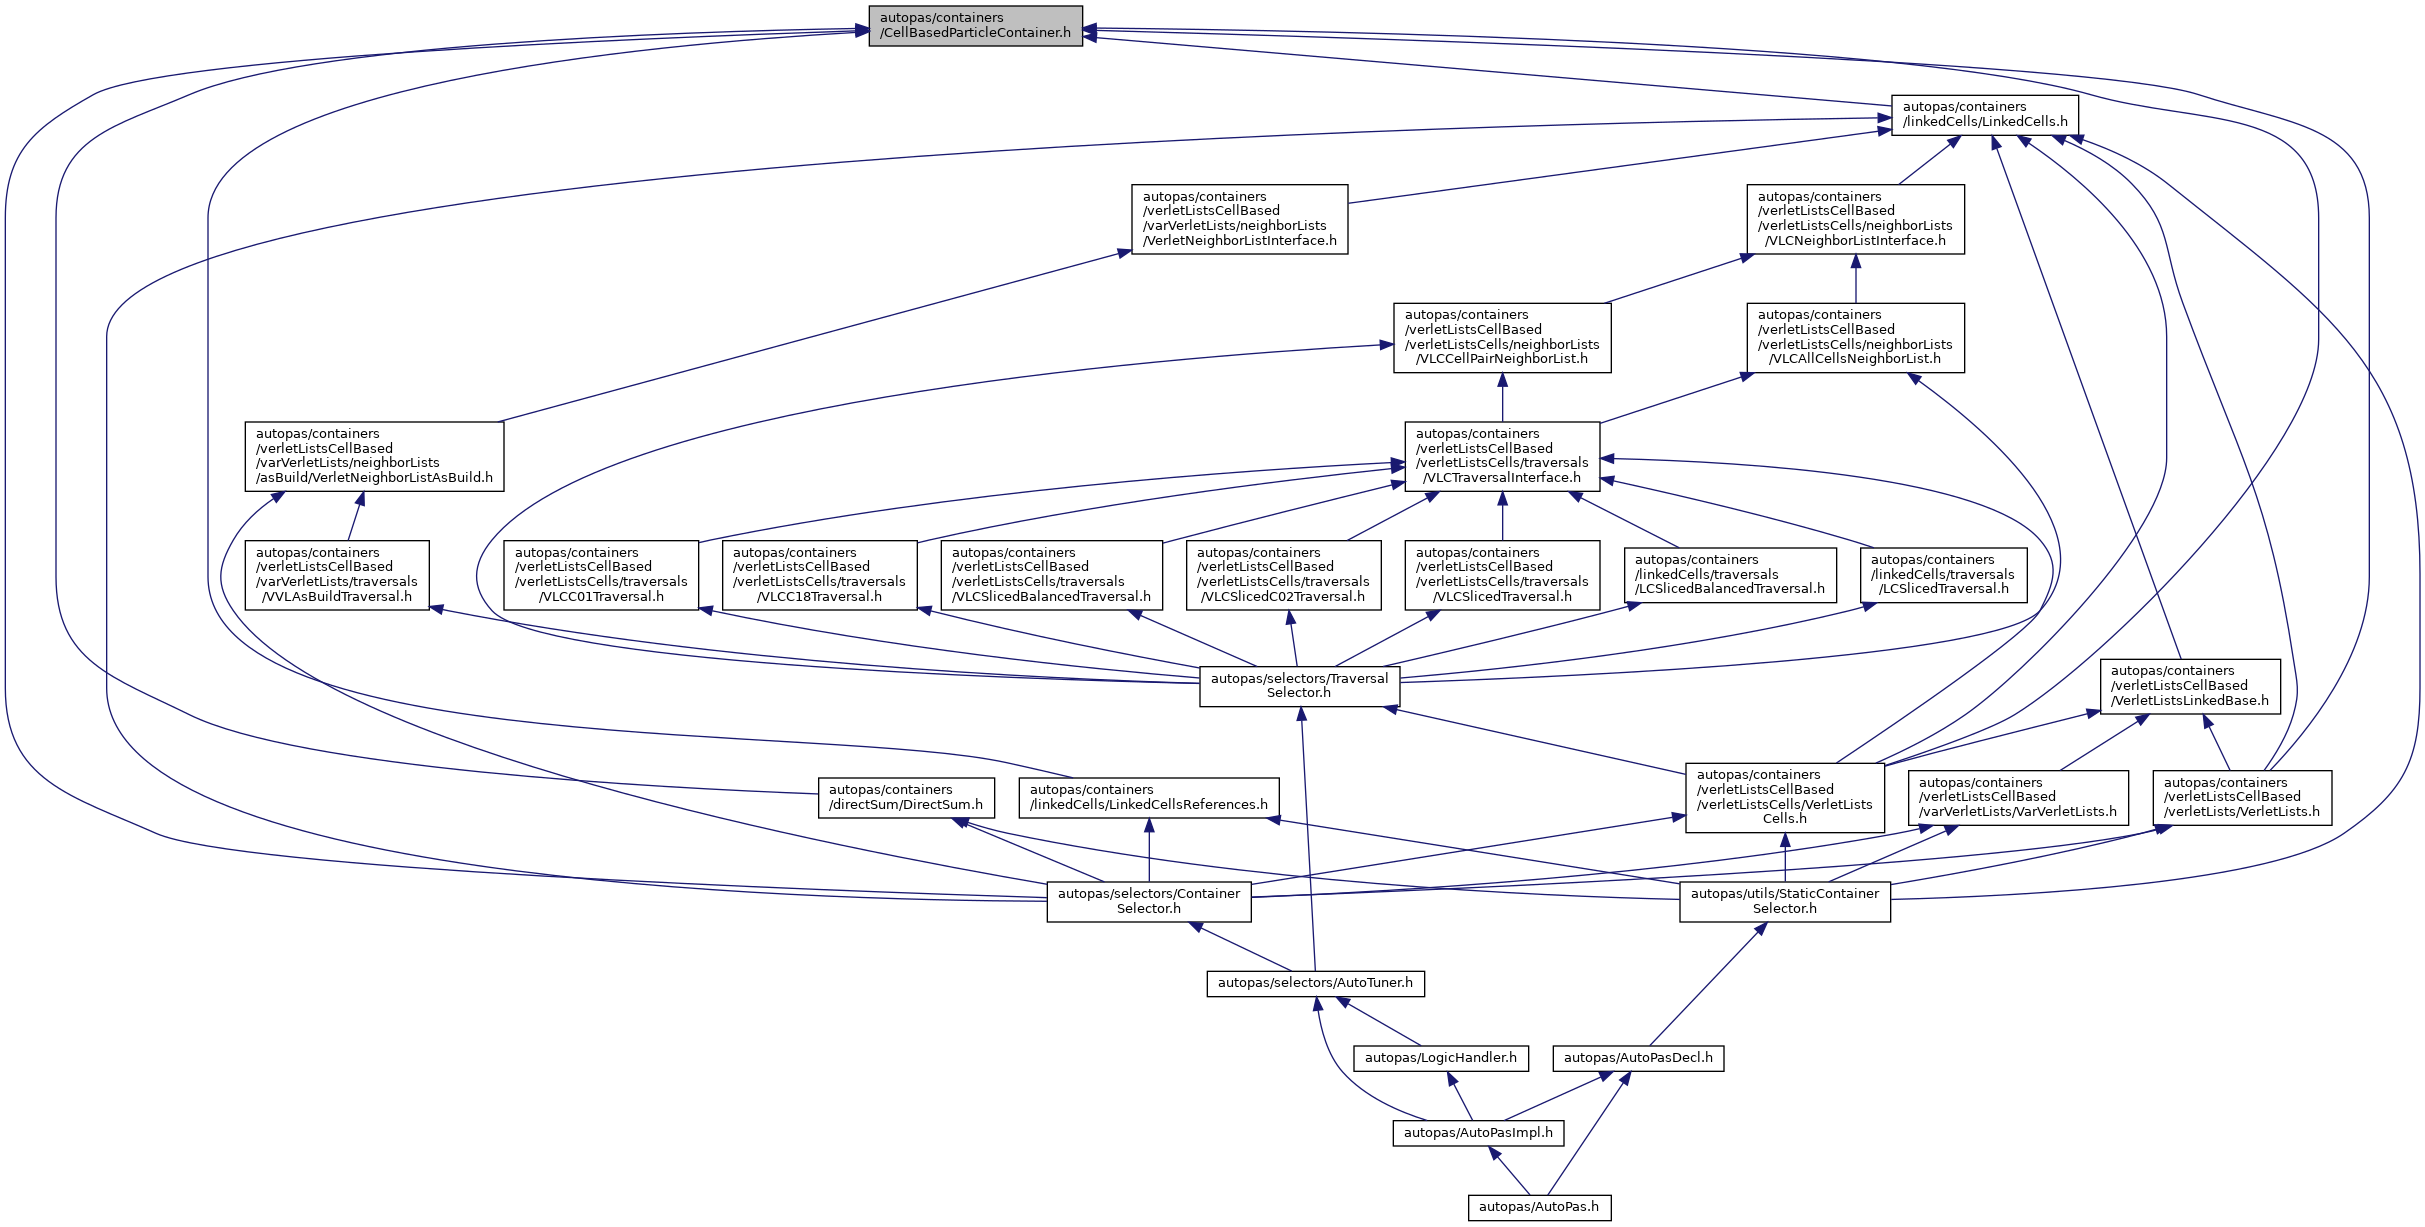 autopas/containers
/CellBasedParticleContainer.h
autopas/containers
/linkedCells/LinkedCells.h
autopas/containers
/verletListsCellBased
/varVerletLists/neighborLists
/VerletNeighborListInterface.h
autopas/containers
/verletListsCellBased
/verletListsCells/neighborLists
/VLCNeighborListInterface.h
autopas/containers
/verletListsCellBased
/verletListsCells/neighborLists
/VLCCellPairNeighborList.h
autopas/containers
/verletListsCellBased
/verletListsCells/neighborLists
/VLCAllCellsNeighborList.h
autopas/containers
/verletListsCellBased
/varVerletLists/neighborLists
/asBuild/VerletNeighborListAsBuild.h
autopas/containers
/verletListsCellBased
/verletListsCells/traversals
/VLCTraversalInterface.h
autopas/containers
/verletListsCellBased
/varVerletLists/traversals
/VVLAsBuildTraversal.h
autopas/containers
/verletListsCellBased
/verletListsCells/traversals
/VLCC01Traversal.h
autopas/containers
/verletListsCellBased
/verletListsCells/traversals
/VLCC18Traversal.h
autopas/containers
/verletListsCellBased
/verletListsCells/traversals
/VLCSlicedBalancedTraversal.h
autopas/containers
/verletListsCellBased
/verletListsCells/traversals
/VLCSlicedC02Traversal.h
autopas/containers
/verletListsCellBased
/verletListsCells/traversals
/VLCSlicedTraversal.h
autopas/containers
/linkedCells/traversals
/LCSlicedBalancedTraversal.h
autopas/containers
/linkedCells/traversals
/LCSlicedTraversal.h
autopas/selectors/Traversal
Selector.h
autopas/containers
/verletListsCellBased
/VerletListsLinkedBase.h
autopas/containers
/directSum/DirectSum.h
autopas/containers
/linkedCells/LinkedCellsReferences.h
autopas/containers
/verletListsCellBased
/verletListsCells/VerletLists
Cells.h
autopas/containers
/verletListsCellBased
/varVerletLists/VarVerletLists.h
autopas/containers
/verletListsCellBased
/verletLists/VerletLists.h
autopas/selectors/Container
Selector.h
autopas/utils/StaticContainer
Selector.h
autopas/selectors/AutoTuner.h
autopas/LogicHandler.h
autopas/AutoPasDecl.h
autopas/AutoPasImpl.h
autopas/AutoPas.h